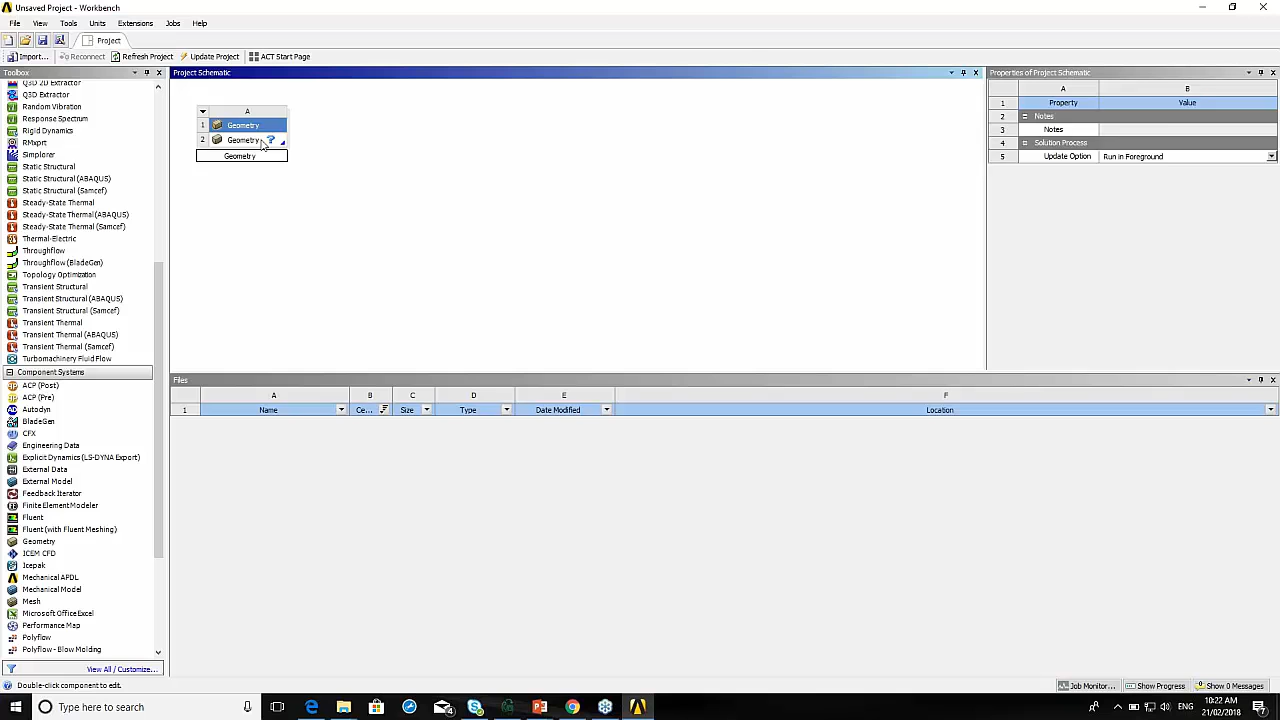 Unsaved Project - Workbench
File View Tools Units Extensions Jobs Help
Project
Import... Reconnect Refresh Project Update Project ACT Start Page
Toolbox
Q3D 2D Extractor
Q3D Extractor
Random Vibration
Response Spectrum
Rigid Dynamics
RMxprt
Simplorer
Static Structural
Static Structural (ABAQUS)
Static Structural (Samcef)
Steady-State Thermal
Steady-State Thermal (ABAQUS)
Steady-State Thermal (Samcef)
Thermal-Electric
Throughflow
Throughflow (BladeGen)
Topology Optimization
Transient Structural
Transient Structural (ABAQUS)
Transient Structural (Samcef)
Transient Thermal
Transient Thermal (ABAQUS)
Transient Thermal (Samcef)
Turbomachinery Fluid Flow
Component Systems
ACP (Post)
ACP (Pre)
Autodyn
BladeGen
CFX
Engineering Data
Explicit Dynamics (LS-DYNA Export)
External Data
External Model
Feedback Iterator
Finite Element Modeler
Fluent
Fluent (with Fluent Meshing)
Geometry
ICEM CFD
Icepak
Mechanical APDL
Mechanical Model
Mesh
Microsoft Office Excel
Performance Map
Polyflow
Polyflow - Blow Molding
View All / Customize...
Project Schematic
A
1 Geometry
2 Geometry ?
Geometry
Properties of Project Schematic
A B
1 Property Value
2 Notes
3 Notes
4 Solution Process
5 Update Option Run in Foreground
Files
A B C D E F
1 Name Ce... Size Type Date Modified Location
Double-click component to edit.
Job Monitor... Show Progress Show 0 Messages
Type here to search
ENG
10:22 AM
21/02/2018